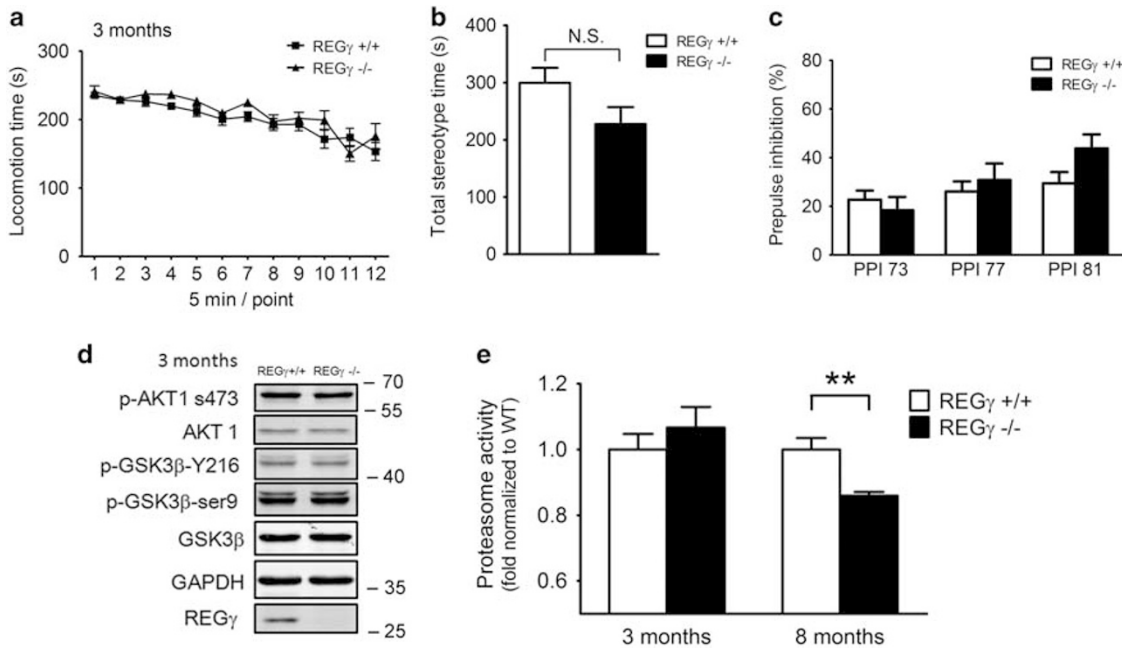 a
3 months
REGγ +/+
REGγ -/-
Locomotion time (s)
300
200
100
0
1 2 3 4 5 6 7 8 9 10 11 12
5 min / point
b
Total stereotype time (s)
400
300
200
100
0
N.S.
REGγ +/+
REGγ -/-
c
Prepulse inhibition (%)
80
60
40
20
0
REGγ +/+
REGγ -/-
PPI 73 PPI 77 PPI 81
d
3 months
REGγ+/+ REGγ -/-
p-AKT1 s473
AKT 1
p-GSK3β-Y216
p-GSK3β-ser9
GSK3β
GAPDH
REGγ
– 70
– 55
– 40
– 35
– 25
e
Proteasome activity
(fold normalized to WT)
1.2
1.0
0.8
0.6
**
REGγ +/+
REGγ -/-
3 months 8 months